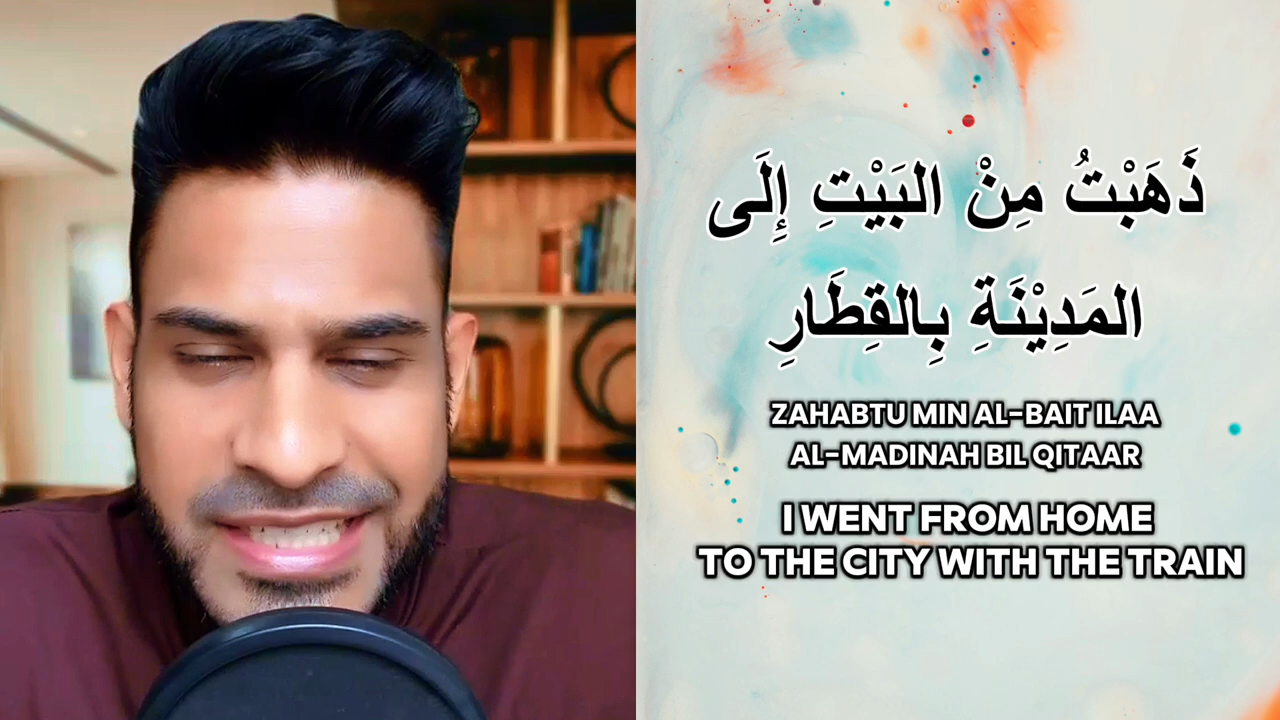 ذَهَبْتُ مِنْ البَيْتِ إِلَى
المَدِيْنَةِ بِالقِطَارِ
ZAHABTU MIN AL-BAIT ILAA
AL-MADINAH BIL QITAAR
I WENT FROM HOME
TO THE CITY WITH THE TRAIN